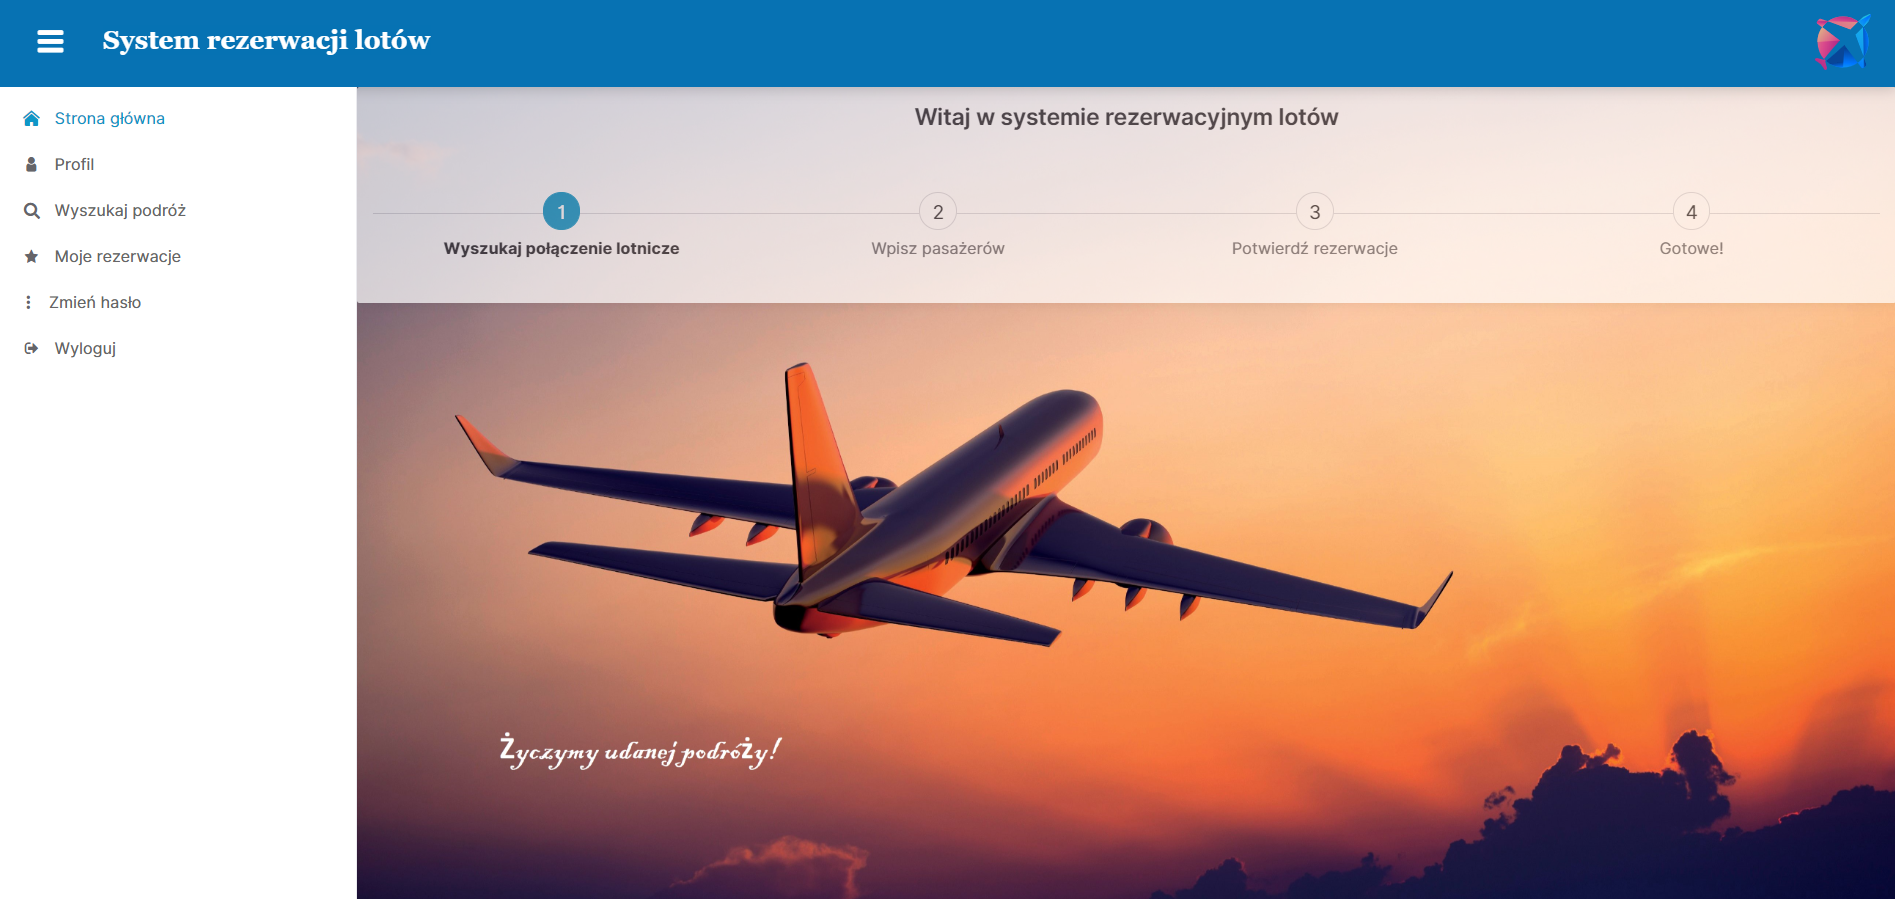 System rezerwacji lotów
Strona główna
Profil
Wyszukaj podróż
Moje rezerwacje
Zmień hasło
Wyloguj
Witaj w systemie rezerwacyjnym lotów
1
Wyszukaj połączenie lotnicze
2
Wpisz pasażerów
3
Potwierdź rezerwacje
4
Gotowe!
Życzymy udanej podróży!